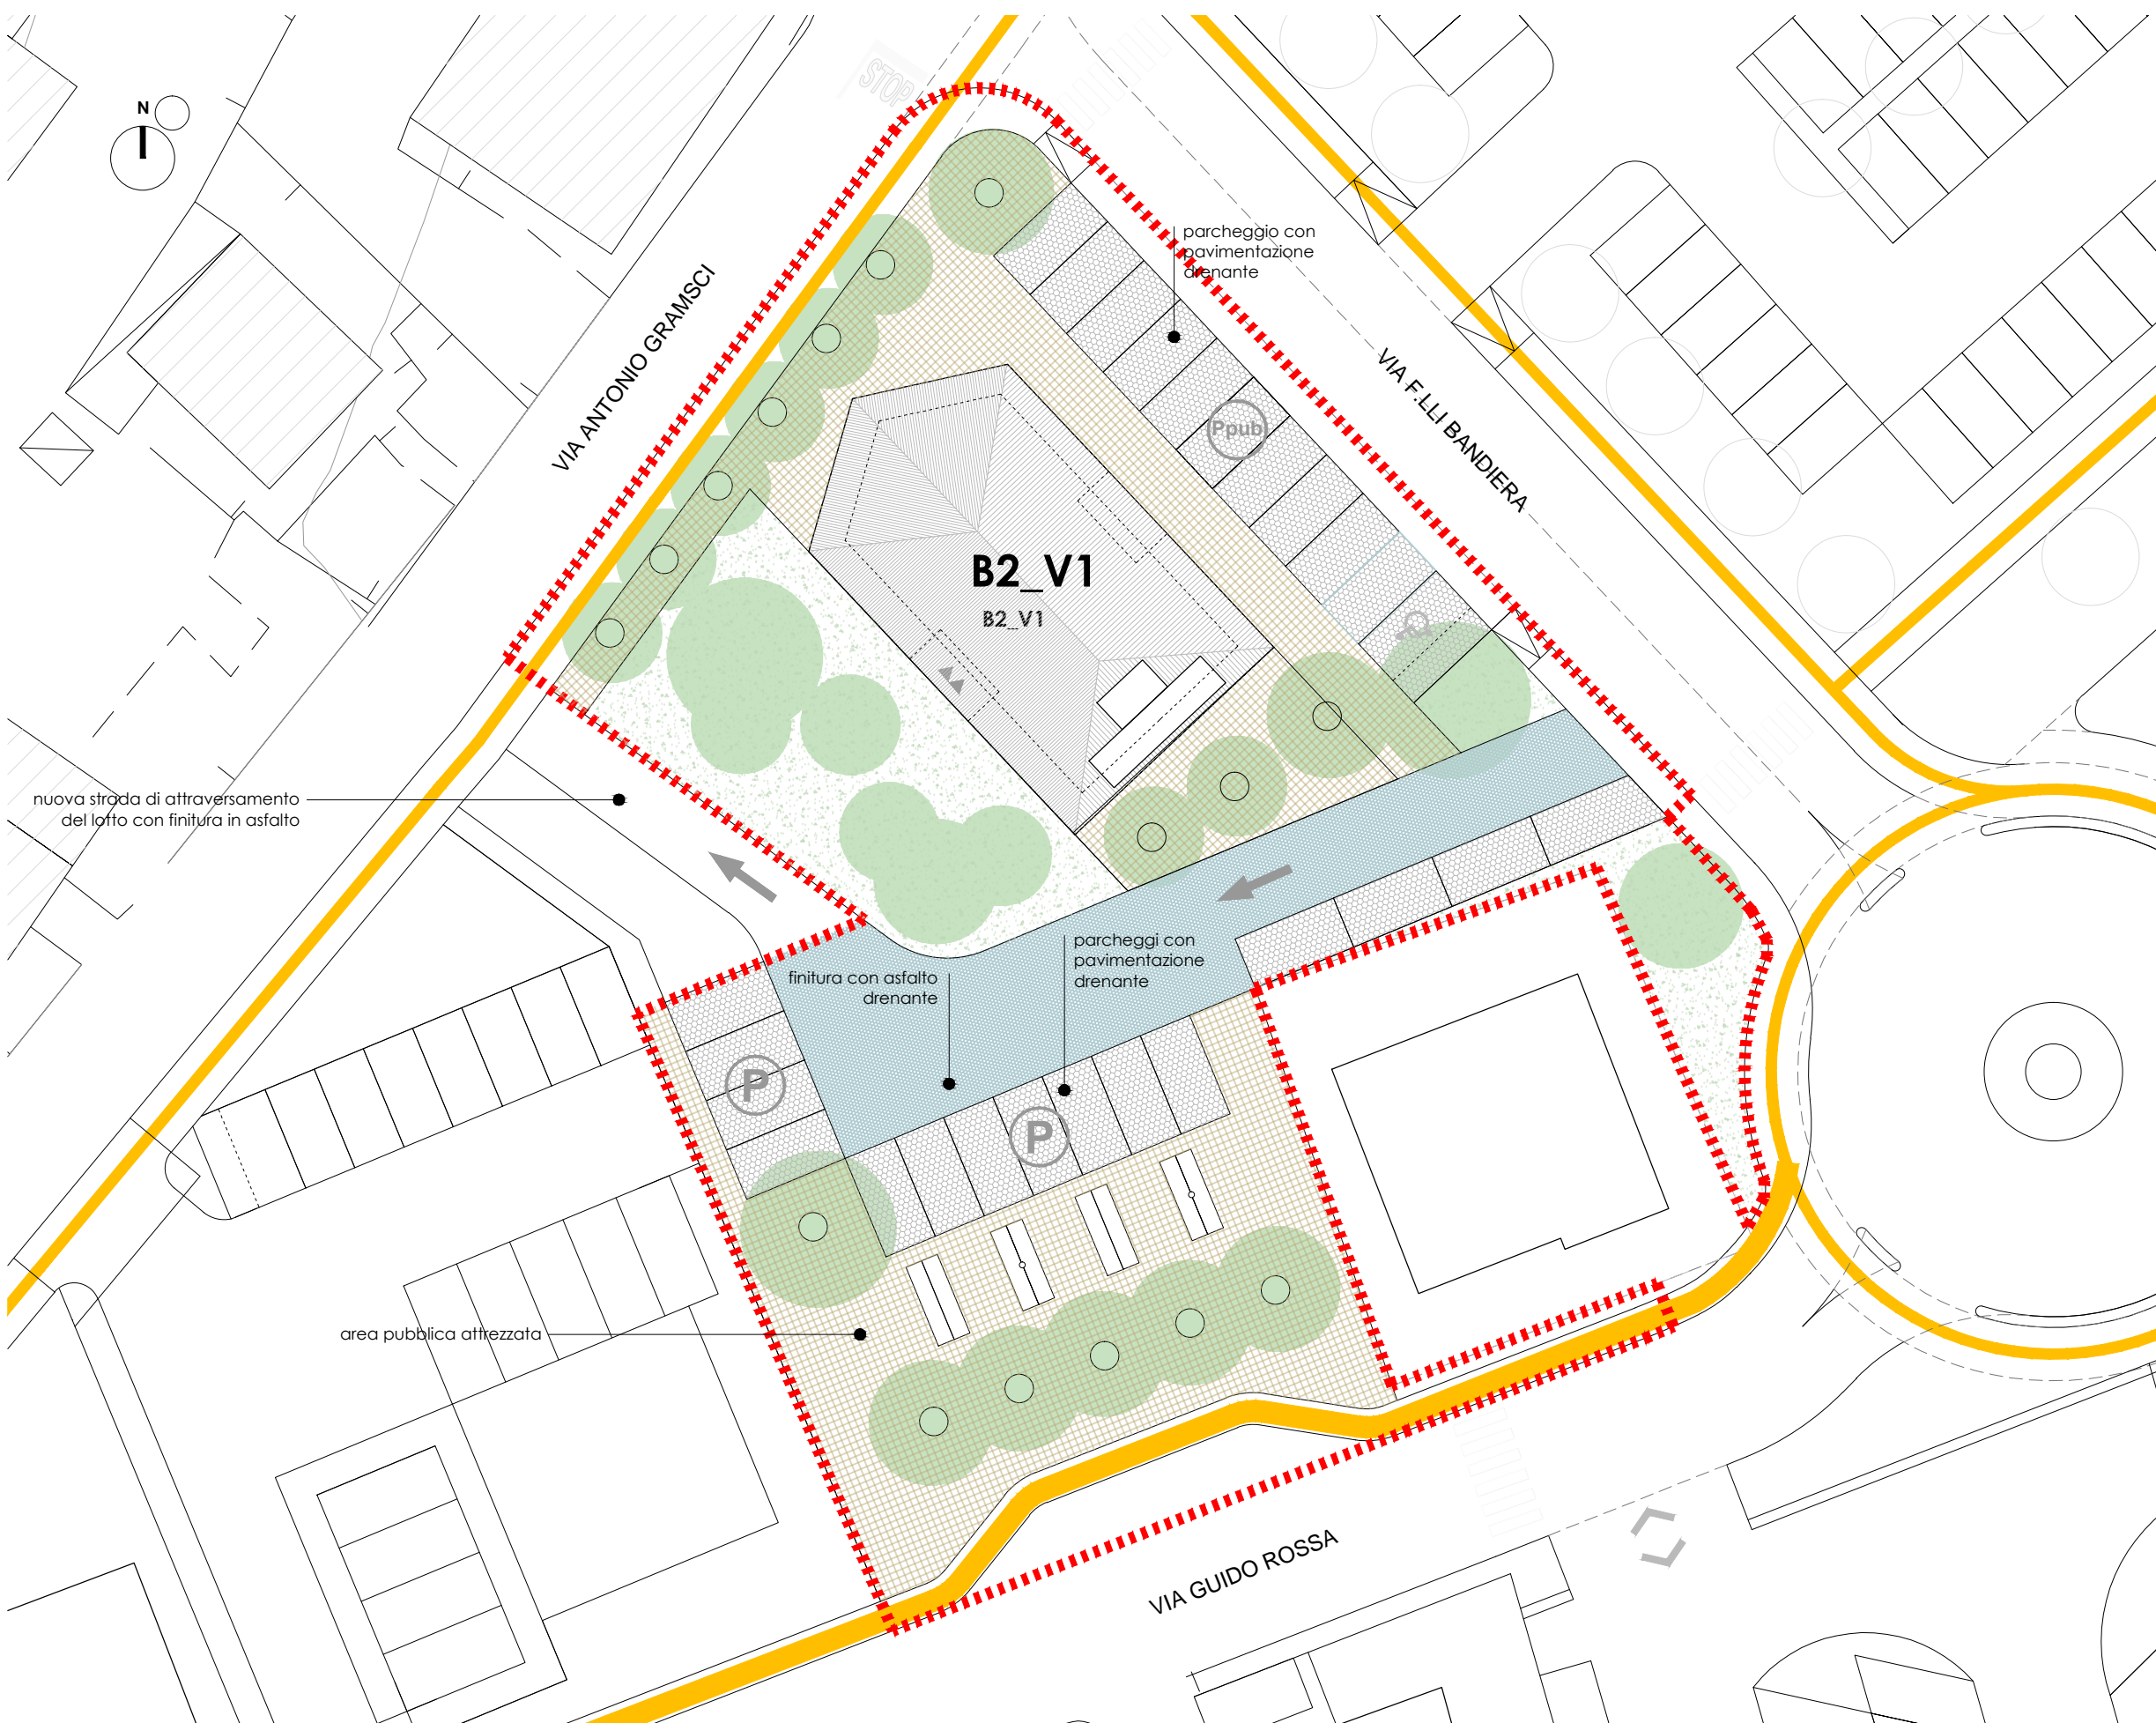 STOP
N
parcheggio con
pavimentazione
drenante
VIA ANTONIO GRAMSCI
VIA F.LLI BANDIERA
Ppub
B2_V1
B2_V1
nuova strada di attraversamento
del lotto con finitura in asfalto
parcheggi con
pavimentazione
drenante
finitura con asfalto
drenante
P
P
area pubblica attrezzata
VIA GUIDO ROSSA